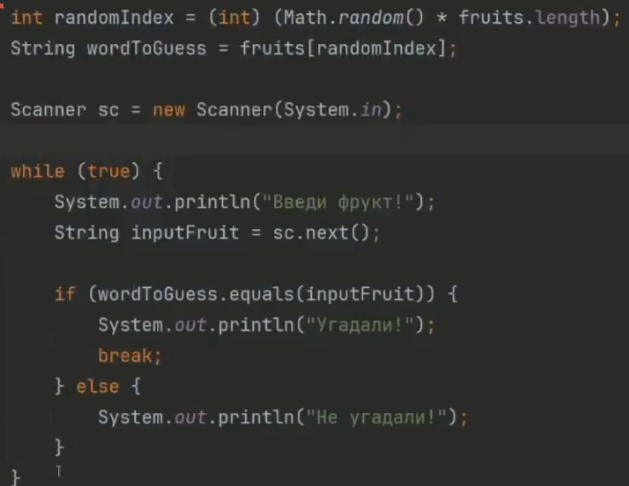 int randomIndex = (int) (Math.random() * fruits.length);
String wordToGuess = fruits[randomIndex];
Scanner sc = new Scanner(System.in);
while (true) {
System.out.println("Введи фрукт!");
String inputFruit = sc.next();
if (wordToGuess.equals(inputFruit)) {
System.out.println("Угадали!");
break;
} else {
System.out.println("Не угадали!");
}
}